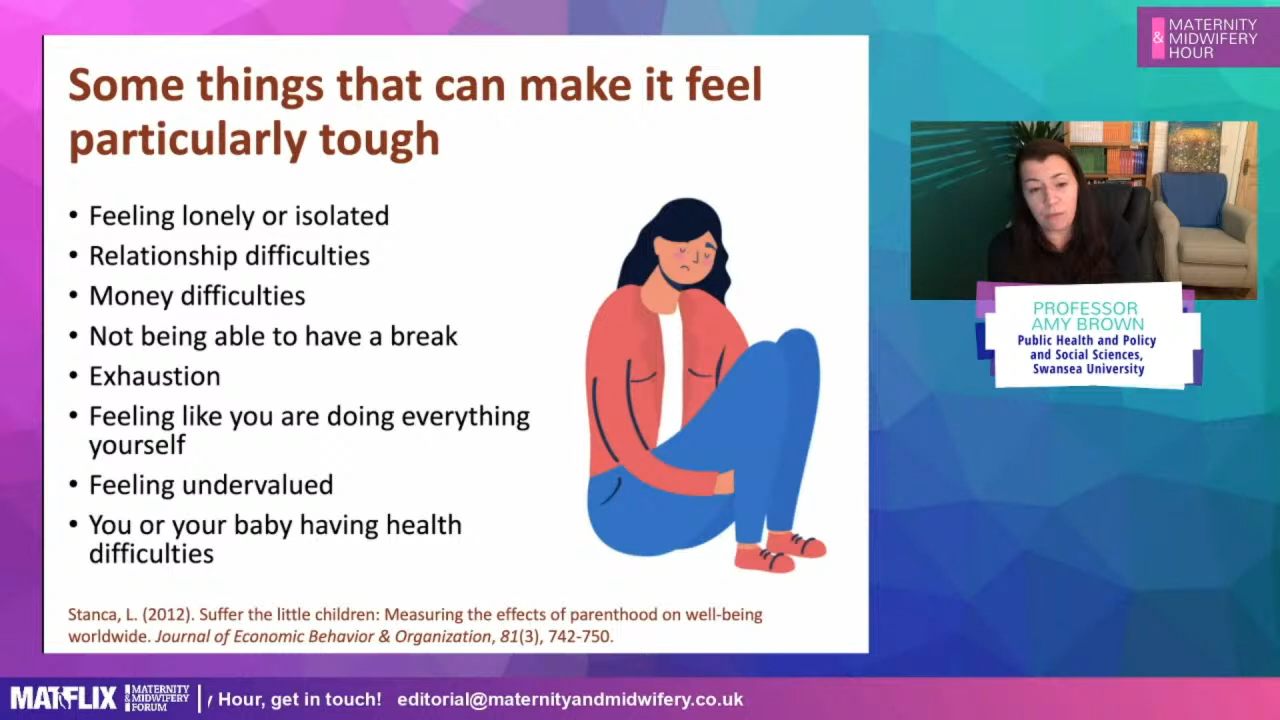 Some things that can make it feel
particularly tough
• Feeling lonely or isolated
• Relationship difficulties
• Money difficulties
• Not being able to have a break
• Exhaustion
• Feeling like you are doing everything
yourself
• Feeling undervalued
• You or your baby having health
difficulties
Stanca, L. (2012). Suffer the little children: Measuring the effects of parenthood on well-being
worldwide. Journal of Economic Behavior & Organization, 81(3), 742-750.
MATERNITY
& MIDWIFERY
HOUR
PROFESSOR
AMY BROWN
Public Health and Policy
and Social Sciences,
Swansea University
MATFLIX
MATERNITY
& MIDWIFERY
FORUM
Hour, get in touch! editorial@maternityandmidwifery.co.uk